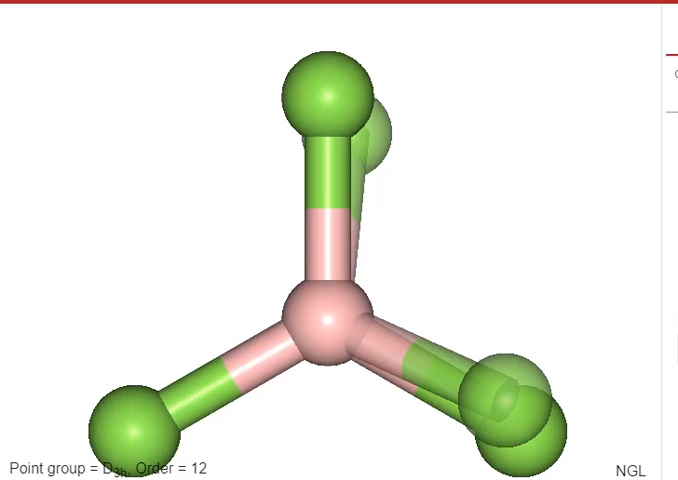 Point group = D3h, Order = 12
NGL